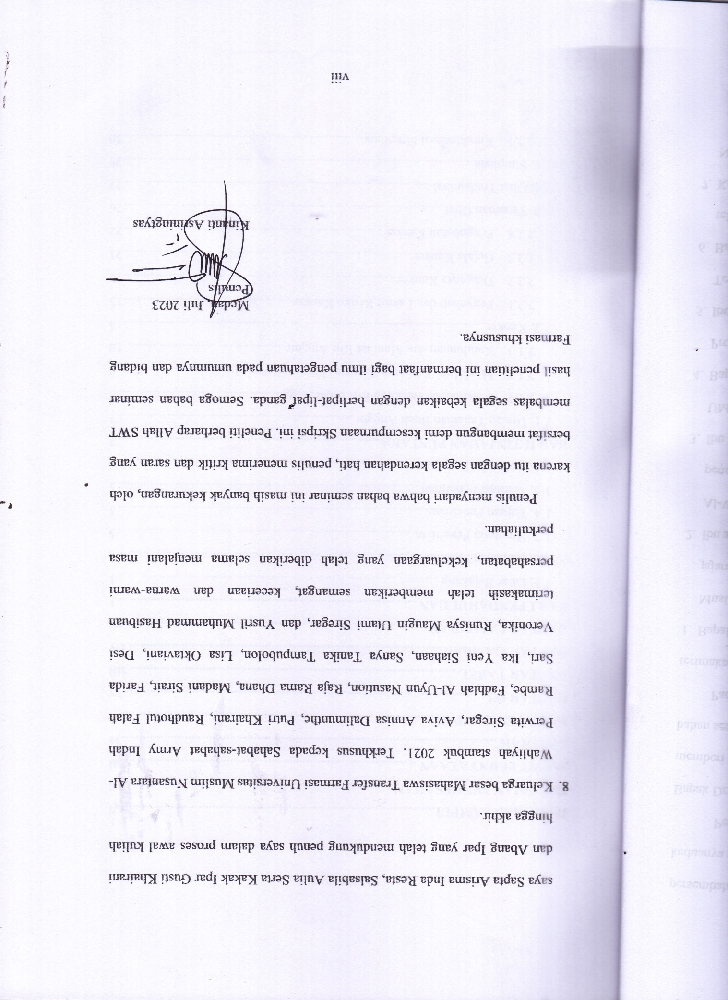 saya Sapta Arisma Inda Resta, Salsabila Aulia Serta Kakak Ipar Gusti Khairani
dan Abang Ipar yang telah mendukung penuh saya dalam proses awal kuliah
hingga akhir.
8. Keluarga besar Mahasiswa Transfer Farmasi Universitas Muslim Nusantara Al-
Wahliyah stambuk 2021. Terkhusus kepada Sahabat-sahabat Army Indah
Perwita Siregar, Aviva Annisa Dalimunthe, Putri Khairani, Raudhotul Falah
Rambe, Fadhlah Al-Uyun Nasution, Raja Rama Dhana, Madani Sirait, Farida
Sari, Ika Yeni Siahaan, Sanya Tanika Tampubolon, Lisa Oktaviani, Desi
Veronika, Runisya Maugin Utami Siregar, dan Yusril Muhammad Hasibuan
terimakasih telah memberikan semangat, keceriaan dan warna-warni
persahabatan, kekeluargaan yang telah diberikan selama menjalani masa
perkuliahan.
Penulis menyadari bahwa bahan seminar ini masih banyak kekurangan, oleh
karena itu dengan segala kerendahan hati, penulis menerima kritik dan saran yang
bersifat membangun demi kesempurnaan Skripsi ini. Peneliti berharap Allah SWT
membalas segala kebaikan dengan berlipat-lipat ganda. Semoga bahan seminar
hasil penelitian ini bermanfaat bagi ilmu pengetahuan pada umumnya dan bidang
Farmasi khususnya.
Medan, Juli 2023
Penulis
Kinanti Asriningtyas
viii